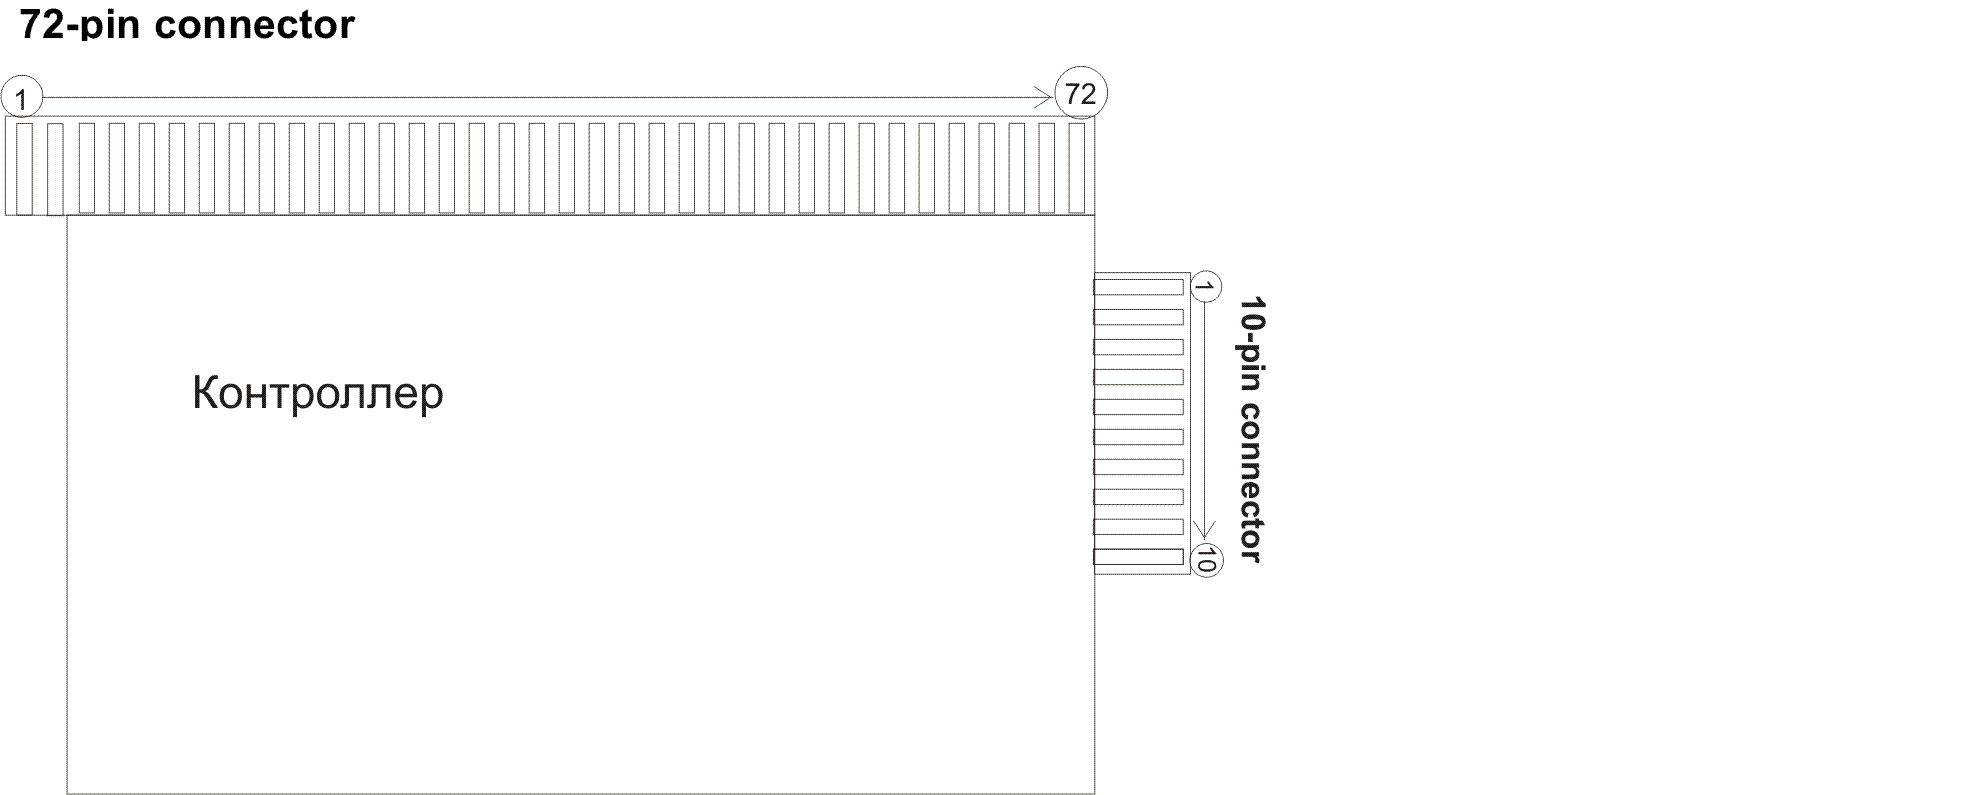 72-pin connector
1
72
1
10-pin connector
Контроллер
10